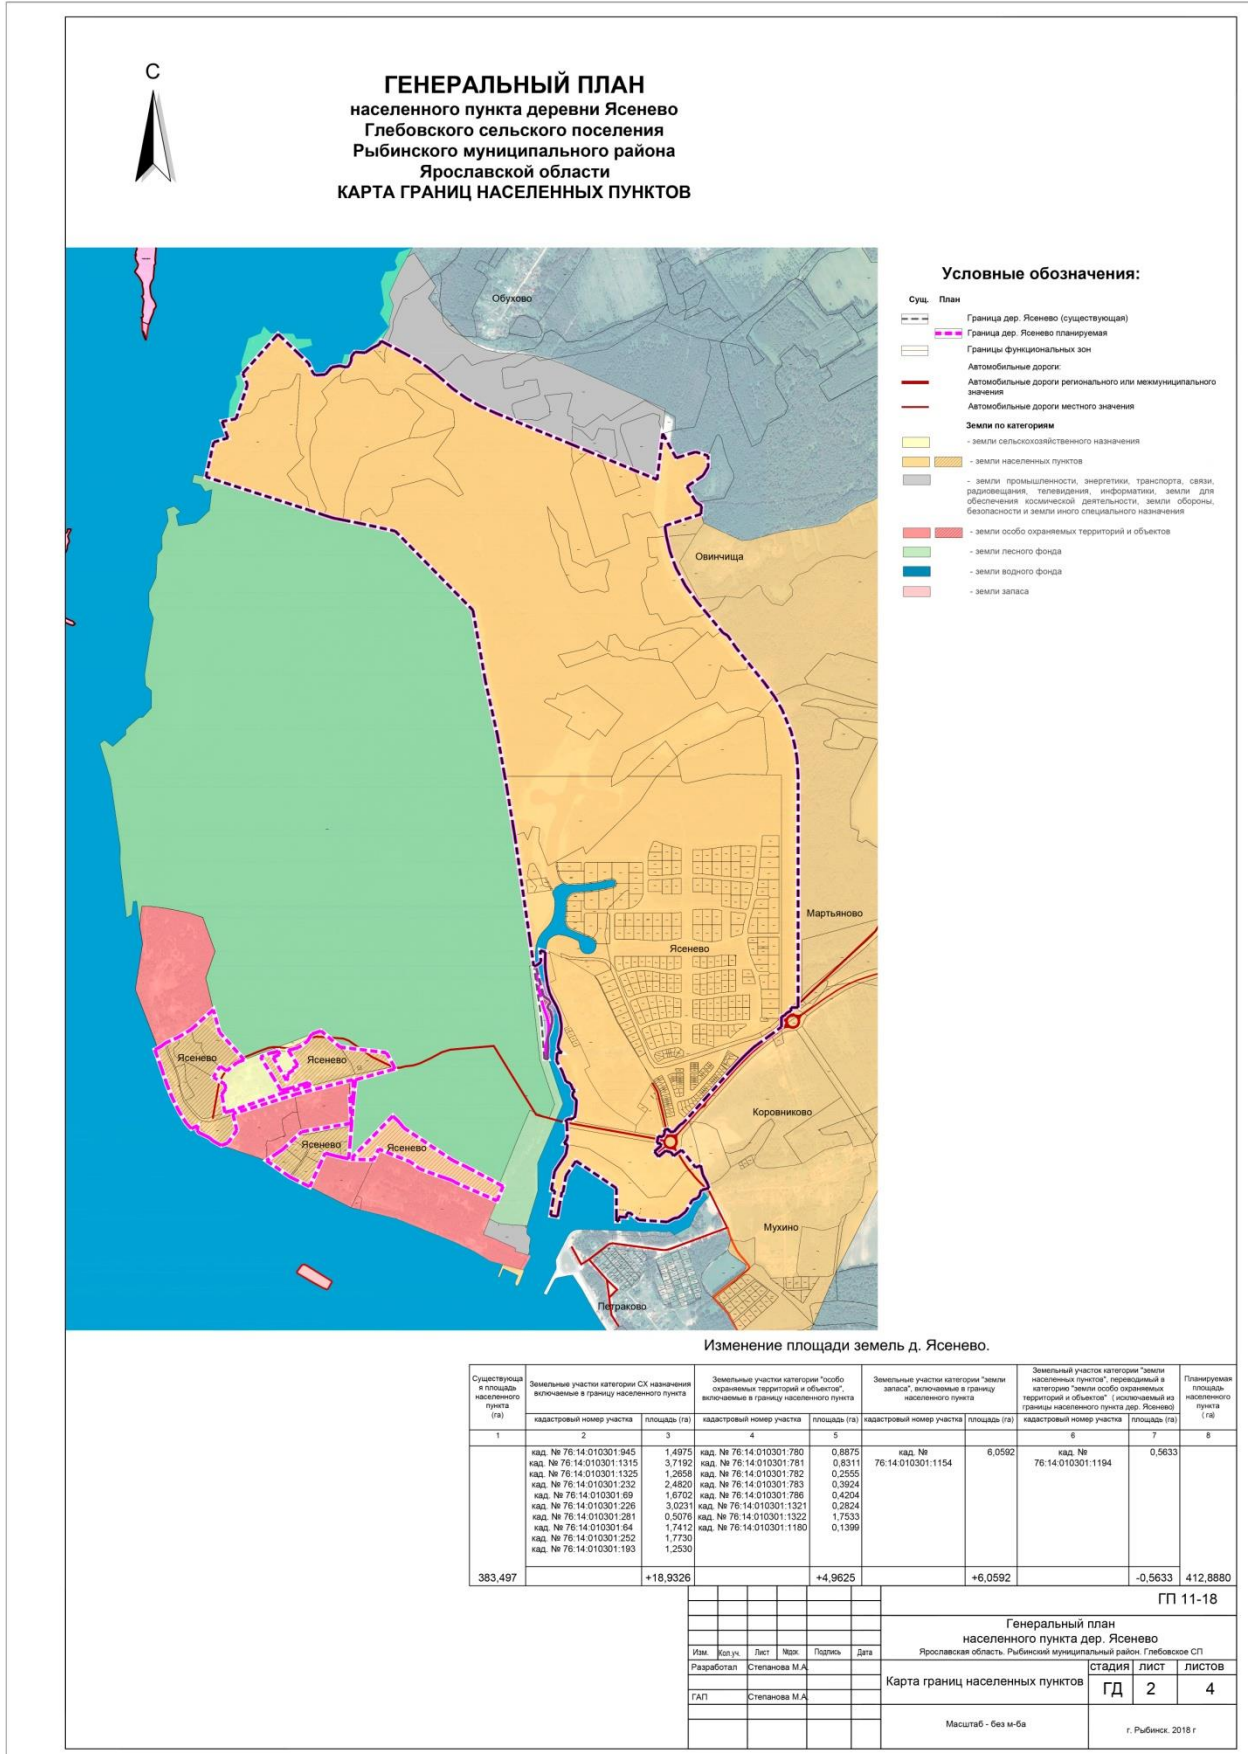 С
ГЕНЕРАЛЬНЫЙ ПЛАН
населенного пункта деревни Ясенево
Глебовского сельского поселения
Рыбинского муниципального района
Ярославской области
КАРТА ГРАНИЦ НАСЕЛЕННЫХ ПУНКТОВ
Обухово
Овинчища
Мартьяново
Ясенево
Ясенево
Ясенево
Ясенево
Ясенево
Коровниково
Мухино
Петраково
Условные обозначения:
Сущ. План
Граница дер. Ясенево (существующая)
Граница дер. Ясенево планируемая
Границы функциональных зон
Автомобильные дороги:
Автомобильные дороги регионального или межмуниципального
значения
Автомобильные дороги местного значения
Земли по категориям
- земли сельскохозяйственного назначения
- земли населенных пунктов
- земли промышленности, энергетики, транспорта, связи,
радиовещания, телевидения, информатики, земли для
обеспечения космической деятельности, земли обороны,
безопасности и земли иного специального назначения
- земли особо охраняемых территорий и объектов
- земли лесного фонда
- земли водного фонда
- земли запаса
Изменение площади земель д. Ясенево.
Существующа
я площадь
населенного
пункта
(га)
Земельные участки категории СХ назначения
включаемые в границу населенного пункта
Земельные участки категории "особо
охраняемых территорий и объектов",
включаемые в границу населенного пункта
Земельные участки категории "земли
запаса", включаемые в границу
населенного пункта
Земельный участок категории "земли
населенных пунктов", переводимый в
категорию "земли особо охраняемых
территорий и объектов" ( исключаемый из
границы населенного пункта дер. Ясенево)
Планируемая
площадь
населенного
пункта
( га)
кадастровый номер участка площадь (га) кадастровый номер участка площадь (га) кадастровый номер участка площадь (га) кадастровый номер участка площадь (га)
1 2 3 4 5 6 7 8
кад. № 76:14:010301:945 1,4975 кад. № 76:14:010301:780 0,8875 кад. № 6,0592 кад. № 0,5633
кад. № 76:14:010301:1315 3,7192 кад. № 76:14:010301:781 0,8311 76:14:010301:1154 76:14:010301:1194
кад. № 76:14:010301:1325 1,2658 кад. № 76:14:010301:782 0,2555
кад. № 76:14:010301:232 2,4820 кад. № 76:14:010301:783 0,3924
кад. № 76:14:010301:69 1,6702 кад. № 76:14:010301:786 0,4204
кад. № 76:14:010301:226 3,0231 кад. № 76:14:010301:1321 0,2824
кад. № 76:14:010301:281 0,5076 кад. № 76:14:010301:1322 1,7533
кад. № 76:14:010301:64 1,7412 кад. № 76:14:010301:1180 0,1399
кад. № 76:14:010301:252 1,7730
кад. № 76:14:010301:193 1,2530
383,497 +18,9326 +4,9625 +6,0592 -0,5633 412,8880
ГП 11-18
Генеральный план
населенного пункта дер. Ясенево
Ярославская область. Рыбинский муниципальный район. Глебовское СП
Изм. Кол.уч. Лист №док. Подпись Дата
Разработал Степанова М.А.
ГАП Степанова М.А.
Карта границ населенных пунктов
стадия лист листов
ГД 2 4
Масштаб - без м-ба
г. Рыбинск. 2018 г